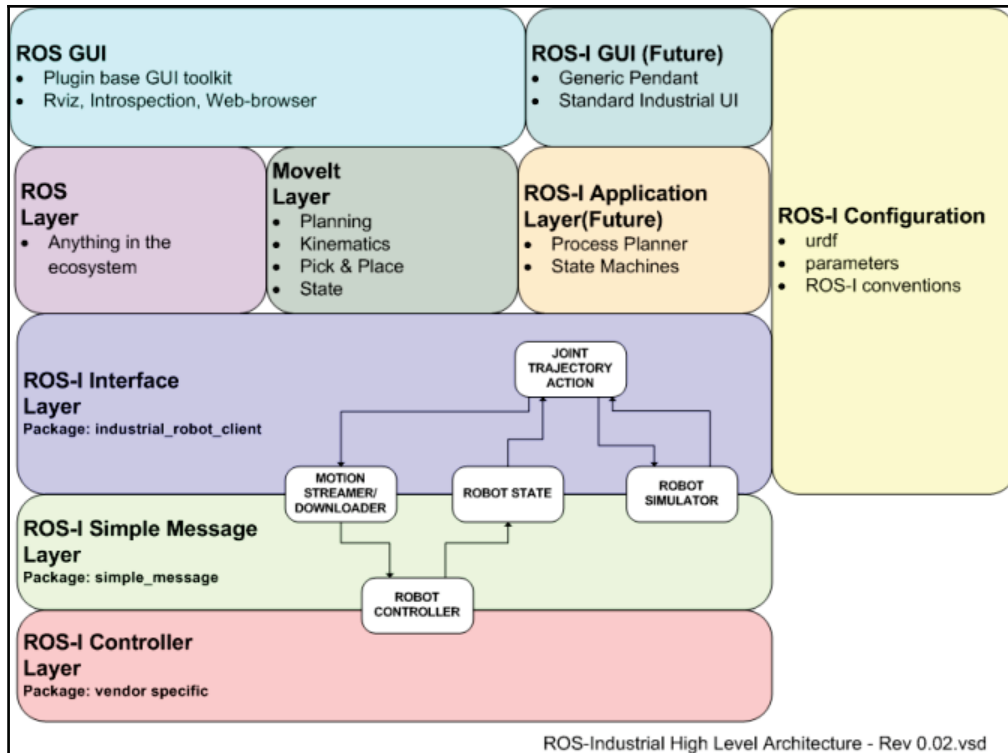 ROS GUI
• Plugin base GUI toolkit
• Rviz, Introspection, Web-browser
ROS-I GUI (Future)
• Generic Pendant
• Standard Industrial UI
ROS
Layer
• Anything in the
ecosystem
MoveIt
Layer
• Planning
• Kinematics
• Pick & Place
• State
ROS-I Application
Layer(Future)
• Process Planner
• State Machines
ROS-I Configuration
• urdf
• parameters
• ROS-I conventions
ROS-I Interface
Layer
Package: industrial_robot_client
JOINT
TRAJECTORY
ACTION
MOTION
STREAMER/
DOWNLOADER
ROBOT STATE
ROBOT
SIMULATOR
ROS-I Simple Message
Layer
Package: simple_message
ROBOT
CONTROLLER
ROS-I Controller
Layer
Package: vendor specific
ROS-Industrial High Level Architecture - Rev 0.02.vsd